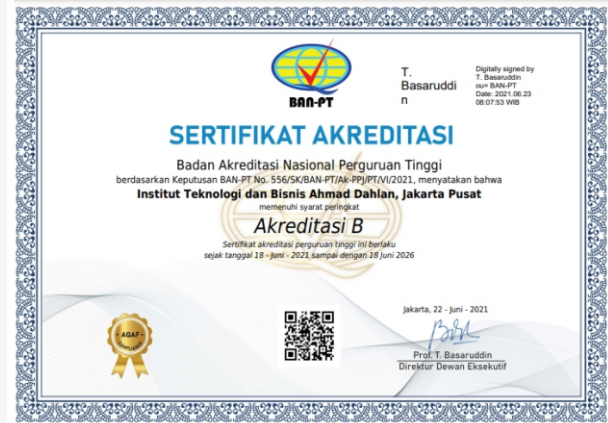 BAN-PT
T.
Basaruddi
n
Digitally signed by
T. Basaruddin
ou= BAN-PT
Date: 2021.06.23
08:07:53 WIB
SERTIFIKAT AKREDITASI
Badan Akreditasi Nasional Perguruan Tinggi
berdasarkan Keputusan BAN-PT No. 556/SK/BAN-PT/Ak-PPJ/PT/VI/2021, menyatakan bahwa
Institut Teknologi dan Bisnis Ahmad Dahlan, Jakarta Pusat
memenuhi syarat peringkat
Akreditasi B
Sertifikat akreditasi perguruan tinggi ini berlaku
sejak tanggal 18 - Juni - 2021 sampai dengan 18 Juni 2026
Jakarta, 22 - Juni - 2021
AQAF
Prof. T. Basaruddin
Direktur Dewan Eksekutif